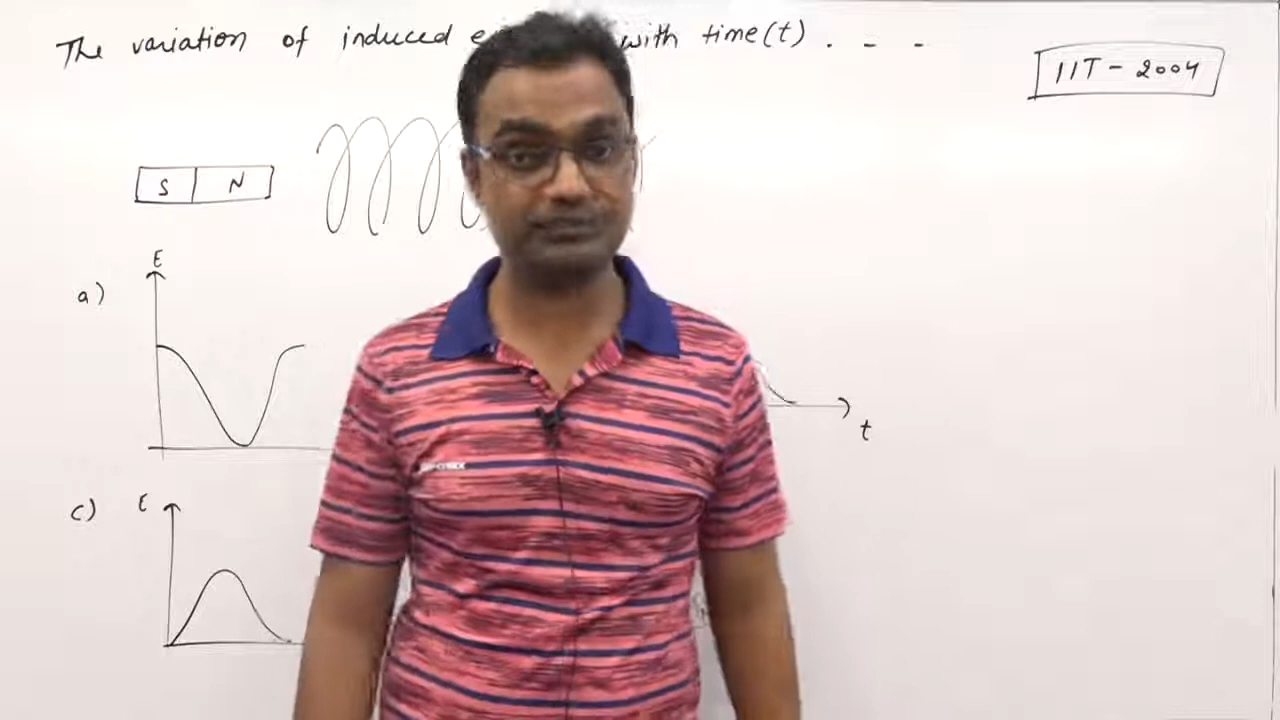 The variation of induced with time(t) . - -
IIT - 2004
S N
E
a)
t
c) E